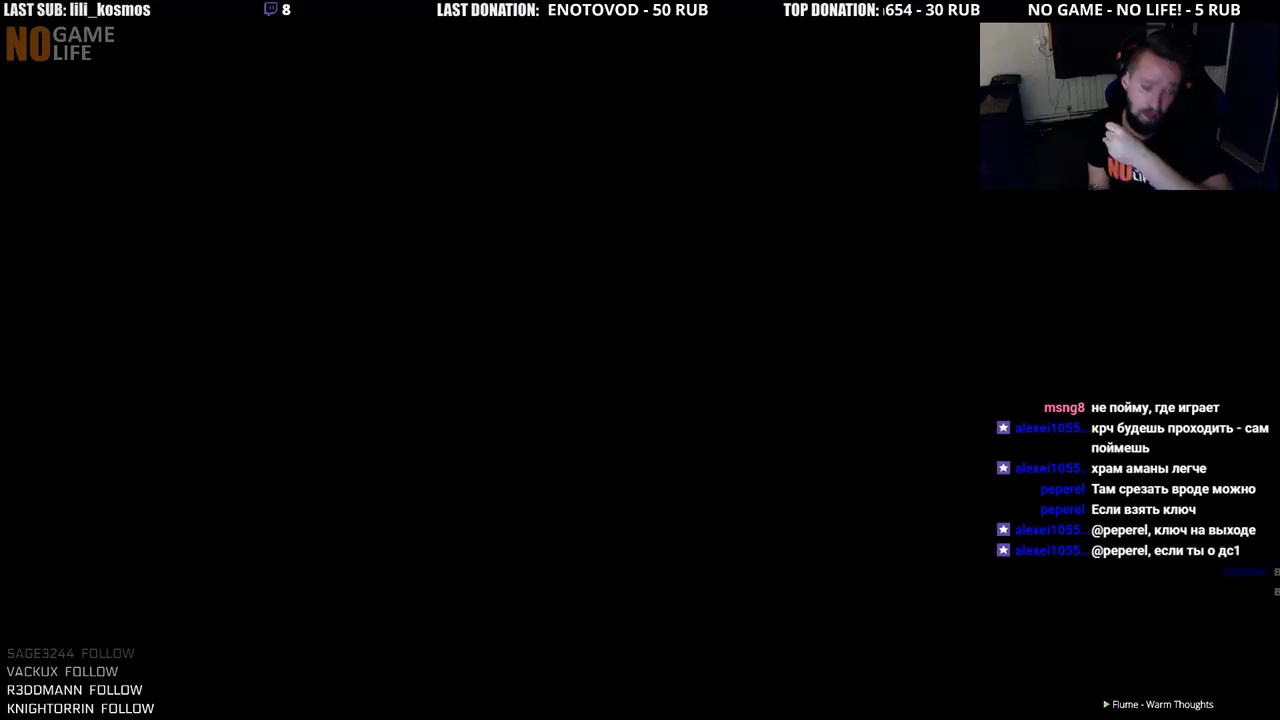 LAST SUB: lili_kosmos
8
LAST DONATION: ENOTOVOD - 50 RUB
TOP DONATION: 654 - 30 RUB
NO GAME - NO LIFE! - 5 RUB
NO GAME
LIFE
NO
msng8 не пойму, где играет
alexei1055... крч будешь проходить - сам
поймешь
alexei1055... храм аманы легче
peperel Там срезать вроде можно
peperel Если взять ключ
alexei1055... @peperel, ключ на выходе
alexei1055... @peperel, если ты о дс1
SAGE3244 FOLLOW
VACKUX FOLLOW
R3DDMANN FOLLOW
KNIGHTORRIN FOLLOW
Flume - Warm Thoughts